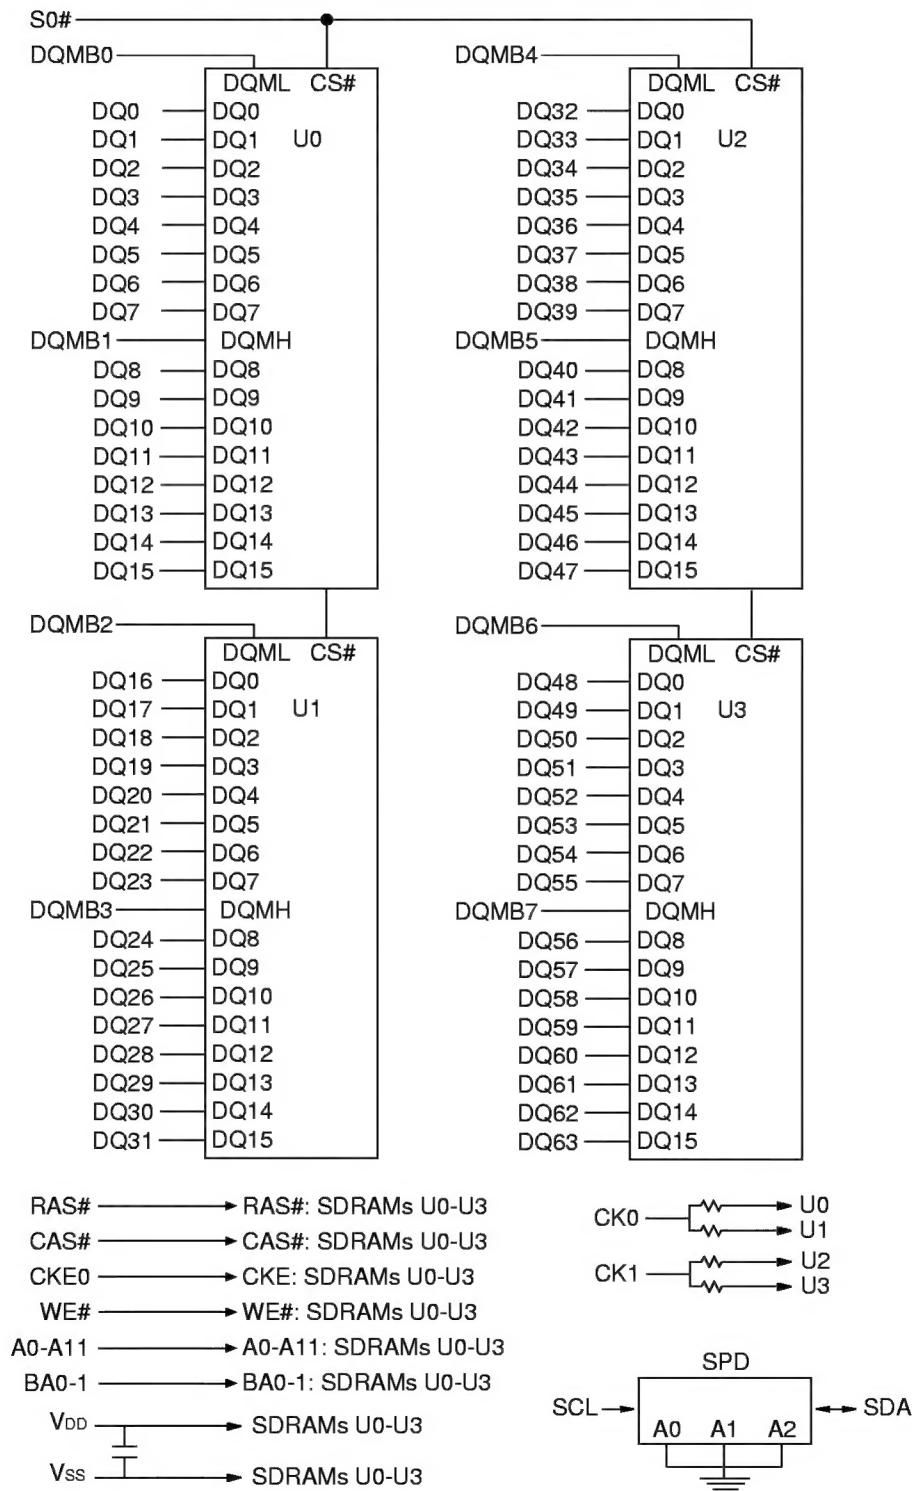 S0#
DQMB0
DQML CS#
DQ0 DQ0
DQ1 DQ1 U0
DQ2 DQ2
DQ3 DQ3
DQ4 DQ4
DQ5 DQ5
DQ6 DQ6
DQ7 DQ7
DQMB1 DQMH
DQ8 DQ8
DQ9 DQ9
DQ10 DQ10
DQ11 DQ11
DQ12 DQ12
DQ13 DQ13
DQ14 DQ14
DQ15 DQ15
DQMB2
DQML CS#
DQ16 DQ0
DQ17 DQ1 U1
DQ18 DQ2
DQ19 DQ3
DQ20 DQ4
DQ21 DQ5
DQ22 DQ6
DQ23 DQ7
DQMB3 DQMH
DQ24 DQ8
DQ25 DQ9
DQ26 DQ10
DQ27 DQ11
DQ28 DQ12
DQ29 DQ13
DQ30 DQ14
DQ31 DQ15
DQMB4
DQML CS#
DQ32 DQ0
DQ33 DQ1 U2
DQ34 DQ2
DQ35 DQ3
DQ36 DQ4
DQ37 DQ5
DQ38 DQ6
DQ39 DQ7
DQMB5 DQMH
DQ40 DQ8
DQ41 DQ9
DQ42 DQ10
DQ43 DQ11
DQ44 DQ12
DQ45 DQ13
DQ46 DQ14
DQ47 DQ15
DQMB6
DQML CS#
DQ48 DQ0
DQ49 DQ1 U3
DQ50 DQ2
DQ51 DQ3
DQ52 DQ4
DQ53 DQ5
DQ54 DQ6
DQ55 DQ7
DQMB7 DQMH
DQ56 DQ8
DQ57 DQ9
DQ58 DQ10
DQ59 DQ11
DQ60 DQ12
DQ61 DQ13
DQ62 DQ14
DQ63 DQ15
RAS# RAS#: SDRAMs U0-U3
CAS# CAS#: SDRAMs U0-U3
CKE0 CKE: SDRAMs U0-U3
WE# WE#: SDRAMs U0-U3
A0-A11 A0-A11: SDRAMs U0-U3
BA0-1 BA0-1: SDRAMs U0-U3
VDD SDRAMs U0-U3
VSS SDRAMs U0-U3
CK0 U0
U1
CK1 U2
U3
SPD
SCL SDA
A0 A1 A2